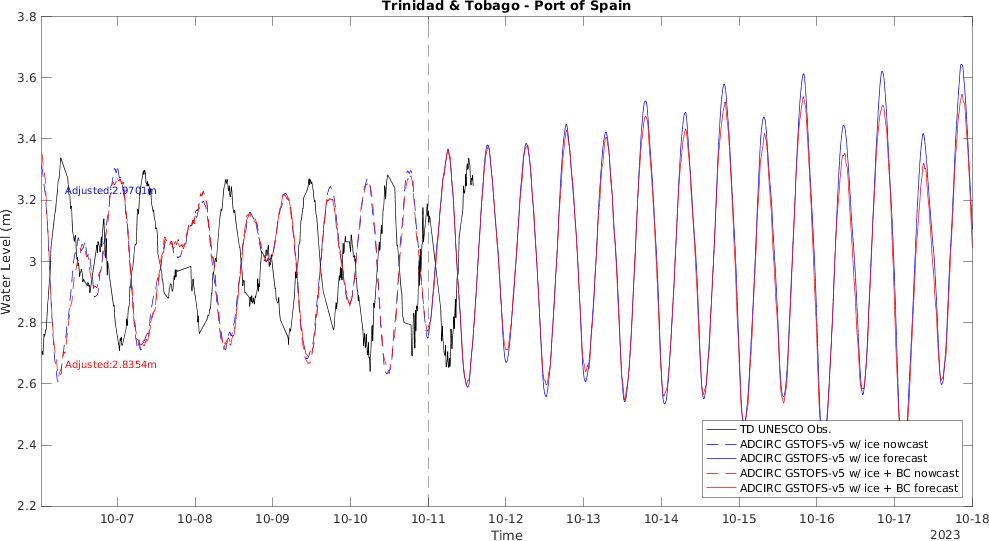 Trinidad & Tobago - Port of Spain
3.8
3.6
3.4
3.2
3
2.8
2.6
2.4
2.2
Water Level (m)
Adjusted:2.9701m
Adjusted:2.8354m
TD UNESCO Obs.
ADCIRC GSTOFS-v5 w/ ice nowcast
ADCIRC GSTOFS-v5 w/ ice forecast
ADCIRC GSTOFS-v5 w/ ice + BC nowcast
ADCIRC GSTOFS-v5 w/ ice + BC forecast
10-07 10-08 10-09 10-10 10-11 10-12 10-13 10-14 10-15 10-16 10-17 10-18
Time
2023